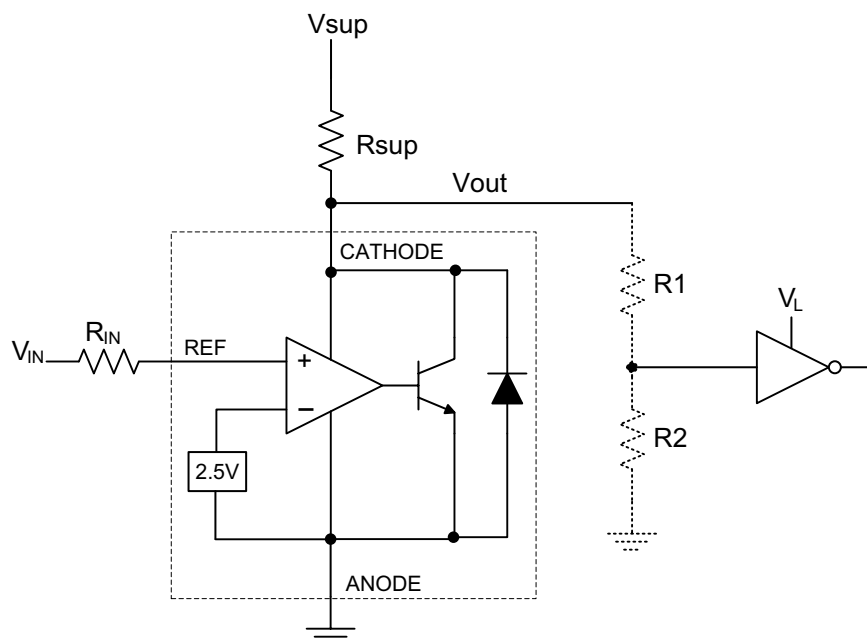 Vsup
Rsup
Vout
CATHODE
R1
RIN
VL
VIN
REF
+
−
R2
2.5V
ANODE